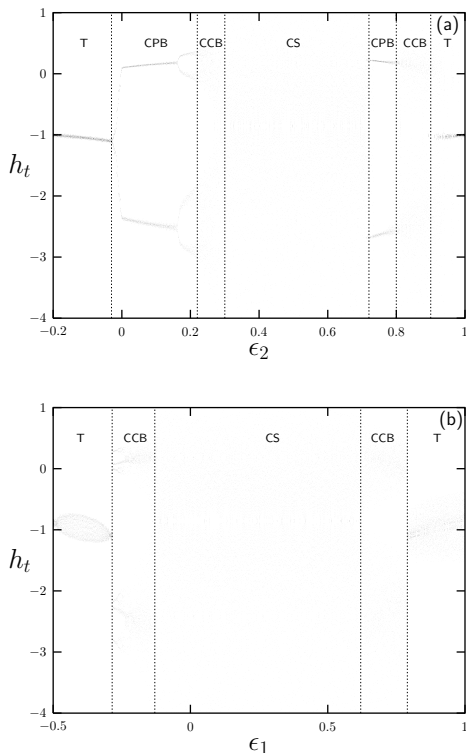 (a)
T CPB CCB CS CPB CCB T
1
0
−1
−2
−3
−4
h_t
−0.2 0 0.2 0.4 0.6 0.8 1
ϵ_2
(b)
T CCB CS CCB T
1
0
−1
−2
−3
−4
h_t
−0.5 0 0.5 1
ϵ_1